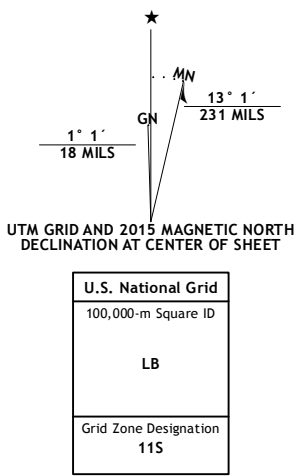 ★
MN
GN
13° 1´
231 MILS
1° 1´
18 MILS
UTM GRID AND 2015 MAGNETIC NORTH
DECLINATION AT CENTER OF SHEET
U.S. National Grid
100,000-m Square ID
LB
Grid Zone Designation
11S